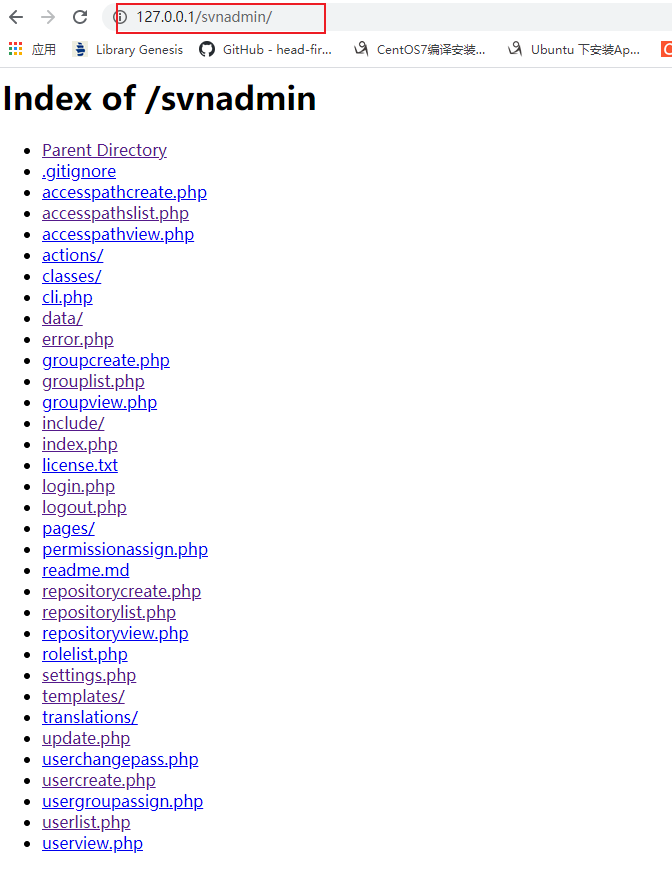 127.0.0.1/svnadmin/
应用 Library Genesis GitHub - head-fir... CentOS7编译安装... Ubuntu 下安装Ap... C
Index of /svnadmin
Parent Directory
.gitignore
accesspathcreate.php
accesspathslist.php
accesspathview.php
actions/
classes/
cli.php
data/
error.php
groupcreate.php
grouplist.php
groupview.php
include/
index.php
license.txt
login.php
logout.php
pages/
permissionassign.php
readme.md
repositorycreate.php
repositorylist.php
repositoryview.php
rolelist.php
settings.php
templates/
translations/
update.php
userchangepass.php
usercreate.php
usergroupassign.php
userlist.php
userview.php